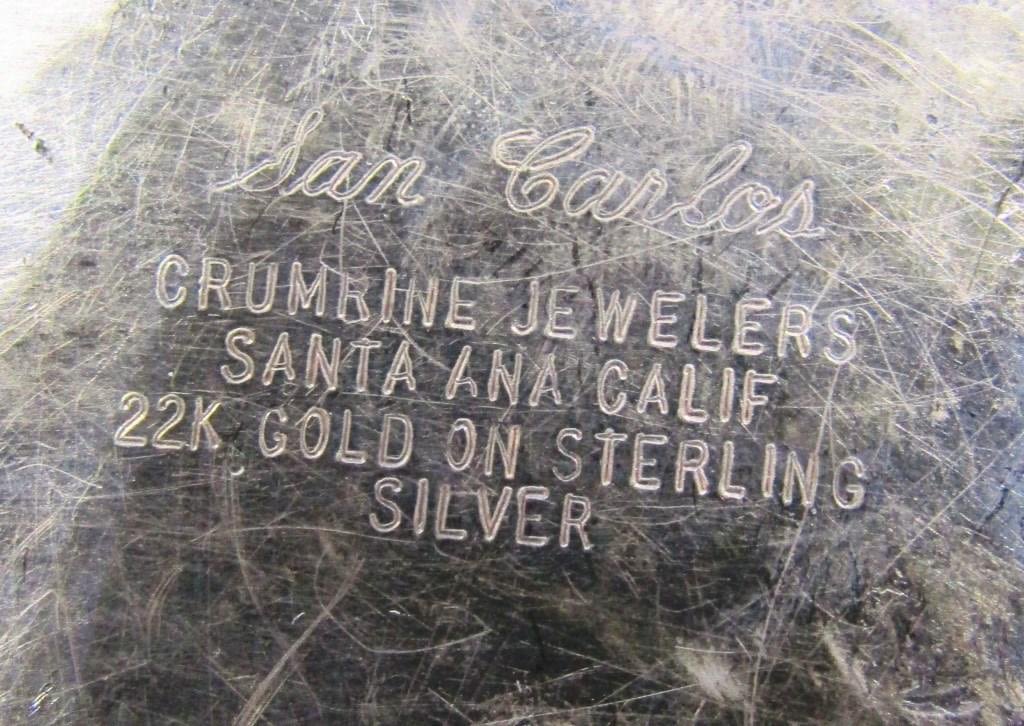 San Carlos
CRUMRINE JEWELERS
SANTA ANA CALIF
22K GOLD ON STERLING
SILVER